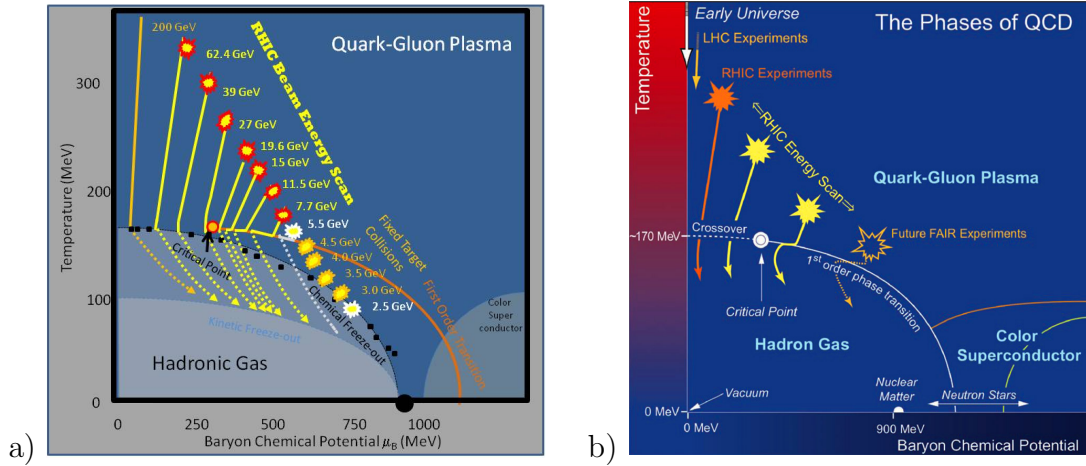 200 GeV
62.4 GeV
39 GeV
27 GeV
19.6 GeV
15 GeV
11.5 GeV
7.7 GeV
5.5 GeV
4.5 GeV
4.0 GeV
3.5 GeV
3.0 GeV
2.5 GeV
Quark-Gluon Plasma
RHIC Beam Energy Scan
Fixed Target
Collisions
First Order Transition
Critical Point
Chemical Freeze-out
Kinetic Freeze-out
Hadronic Gas
Color
Super
conductor
Temperature (MeV)
300
200
100
0
0
250
500
750
1000
Baryon Chemical Potential μB (MeV)
a)
The Phases of QCD
Temperature
Early Universe
LHC Experiments
RHIC Experiments
RHIC Energy Scan
Quark-Gluon Plasma
Future FAIR Experiments
~170 MeV
Crossover
1st order phase transition
Critical Point
Hadron Gas
Color
Superconductor
Vacuum
Nuclear
Matter
Neutron Stars
0 MeV
0 MeV
900 MeV
Baryon Chemical Potential
b)